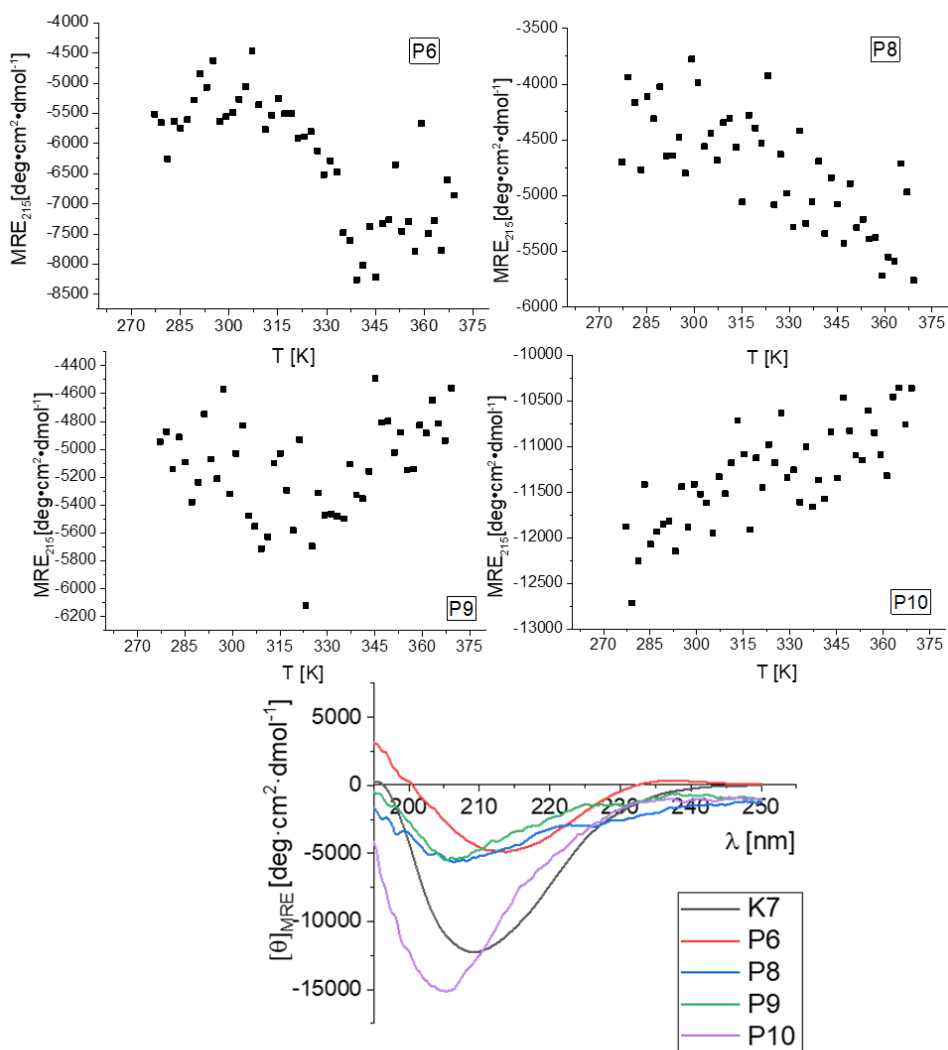 P6
MRE215[deg•cm2•dmol-1]
-4000
-4500
-5000
-5500
-6000
-6500
-7000
-7500
-8000
-8500
270 285 300 315 330 345 360 375
T [K]
P8
MRE215[deg•cm2•dmol-1]
-3500
-4000
-4500
-5000
-5500
-6000
270 285 300 315 330 345 360 375
T [K]
P9
MRE215[deg•cm2•dmol-1]
-4400
-4600
-4800
-5000
-5200
-5400
-5600
-5800
-6000
-6200
270 285 300 315 330 345 360 375
T [K]
P10
MRE215[deg•cm2•dmol-1]
-10000
-10500
-11000
-11500
-12000
-12500
-13000
270 285 300 315 330 345 360 375
T [K]
[θ]MRE [deg·cm2·dmol-1]
5000
0
-5000
-10000
-15000
200 210 220 230 240 250
λ [nm]
K7
P6
P8
P9
P10